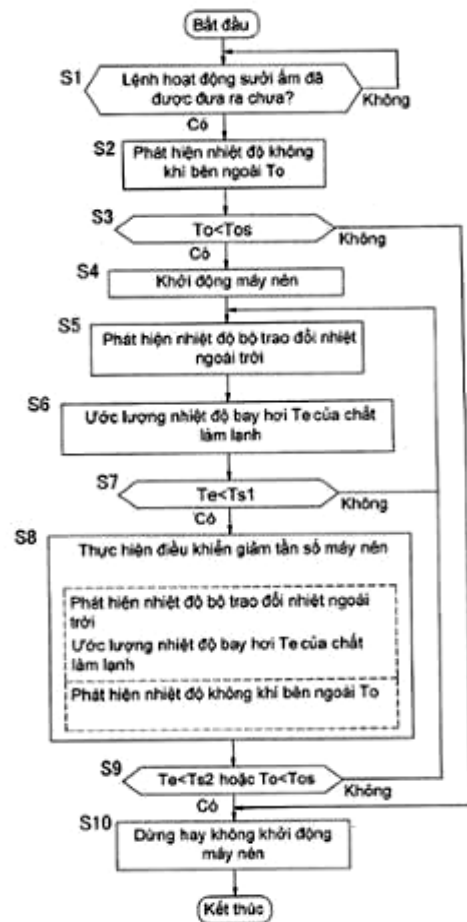 Bắt đầu
S1
Lệnh hoạt động sưởi ấm đã
được đưa ra chưa?
Không
Có
S2
Phát hiện nhiệt độ không
khí bên ngoài To
S3
To<Tos
Không
Có
S4
Khởi động máy nén
S5
Phát hiện nhiệt độ bộ trao đổi nhiệt
ngoài trời
S6
Ước lượng nhiệt độ bay hơi Te của chất
làm lạnh
S7
Te<Ts1
Không
Có
S8
Thực hiện điều khiển giảm tần số máy nén
Phát hiện nhiệt độ bộ trao đổi nhiệt ngoài
trời
Ước lượng nhiệt độ bay hơi Te của chất
làm lạnh
Phát hiện nhiệt độ không khí bên ngoài To
S9
Te<Ts2 hoặc To<Tos
Không
Có
S10
Dừng hay không khởi động
máy nén
Kết thúc